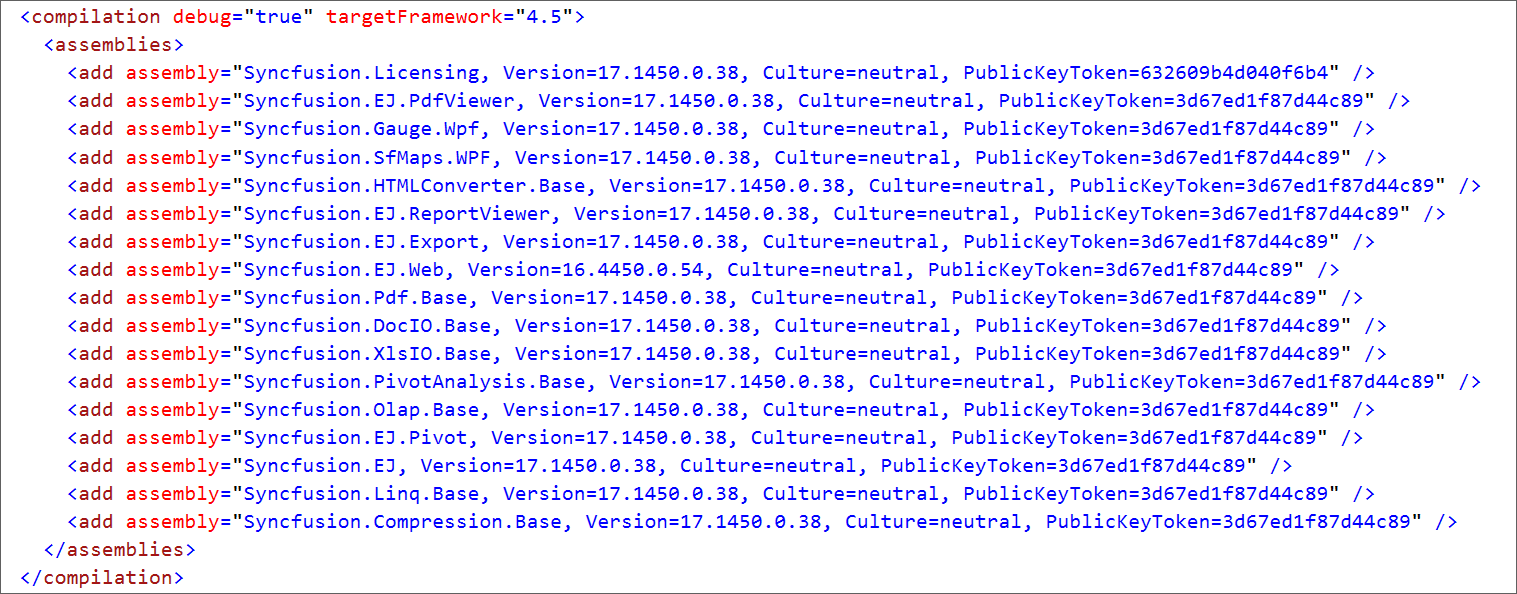 <compilation debug="true" targetFramework="4.5">
<assemblies>
<add assembly="Syncfusion.Licensing, Version=17.1450.0.38, Culture=neutral, PublicKeyToken=632609b4d040f6b4" />
<add assembly="Syncfusion.EJ.PdfViewer, Version=17.1450.0.38, Culture=neutral, PublicKeyToken=3d67ed1f87d44c89" />
<add assembly="Syncfusion.Gauge.Wpf, Version=17.1450.0.38, Culture=neutral, PublicKeyToken=3d67ed1f87d44c89" />
<add assembly="Syncfusion.SfMaps.WPF, Version=17.1450.0.38, Culture=neutral, PublicKeyToken=3d67ed1f87d44c89" />
<add assembly="Syncfusion.HTMLConverter.Base, Version=17.1450.0.38, Culture=neutral, PublicKeyToken=3d67ed1f87d44c89" />
<add assembly="Syncfusion.EJ.ReportViewer, Version=17.1450.0.38, Culture=neutral, PublicKeyToken=3d67ed1f87d44c89" />
<add assembly="Syncfusion.EJ.Export, Version=17.1450.0.38, Culture=neutral, PublicKeyToken=3d67ed1f87d44c89" />
<add assembly="Syncfusion.EJ.Web, Version=16.4450.0.54, Culture=neutral, PublicKeyToken=3d67ed1f87d44c89" />
<add assembly="Syncfusion.Pdf.Base, Version=17.1450.0.38, Culture=neutral, PublicKeyToken=3d67ed1f87d44c89" />
<add assembly="Syncfusion.DocIO.Base, Version=17.1450.0.38, Culture=neutral, PublicKeyToken=3d67ed1f87d44c89" />
<add assembly="Syncfusion.XlsIO.Base, Version=17.1450.0.38, Culture=neutral, PublicKeyToken=3d67ed1f87d44c89" />
<add assembly="Syncfusion.PivotAnalysis.Base, Version=17.1450.0.38, Culture=neutral, PublicKeyToken=3d67ed1f87d44c89" />
<add assembly="Syncfusion.Olap.Base, Version=17.1450.0.38, Culture=neutral, PublicKeyToken=3d67ed1f87d44c89" />
<add assembly="Syncfusion.EJ.Pivot, Version=17.1450.0.38, Culture=neutral, PublicKeyToken=3d67ed1f87d44c89" />
<add assembly="Syncfusion.EJ, Version=17.1450.0.38, Culture=neutral, PublicKeyToken=3d67ed1f87d44c89" />
<add assembly="Syncfusion.Linq.Base, Version=17.1450.0.38, Culture=neutral, PublicKeyToken=3d67ed1f87d44c89" />
<add assembly="Syncfusion.Compression.Base, Version=17.1450.0.38, Culture=neutral, PublicKeyToken=3d67ed1f87d44c89" />
</assemblies>
</compilation>